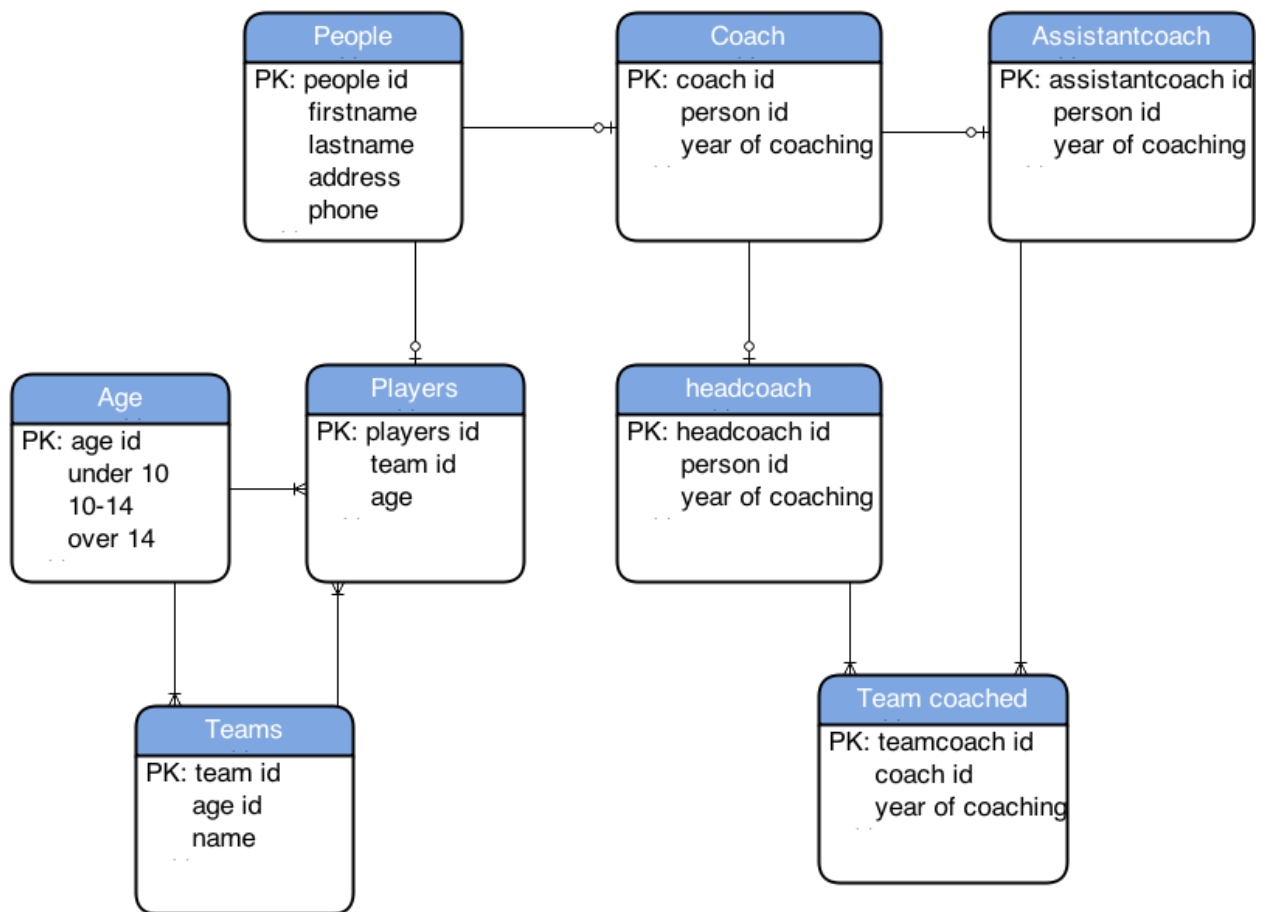 People
PK: people id
firstname
lastname
address
phone
Coach
PK: coach id
person id
year of coaching
Assistantcoach
PK: assistantcoach id
person id
year of coaching
Age
PK: age id
under 10
10-14
over 14
Players
PK: players id
team id
age
headcoach
PK: headcoach id
person id
year of coaching
Teams
PK: team id
age id
name
Team coached
PK: teamcoach id
coach id
year of coaching